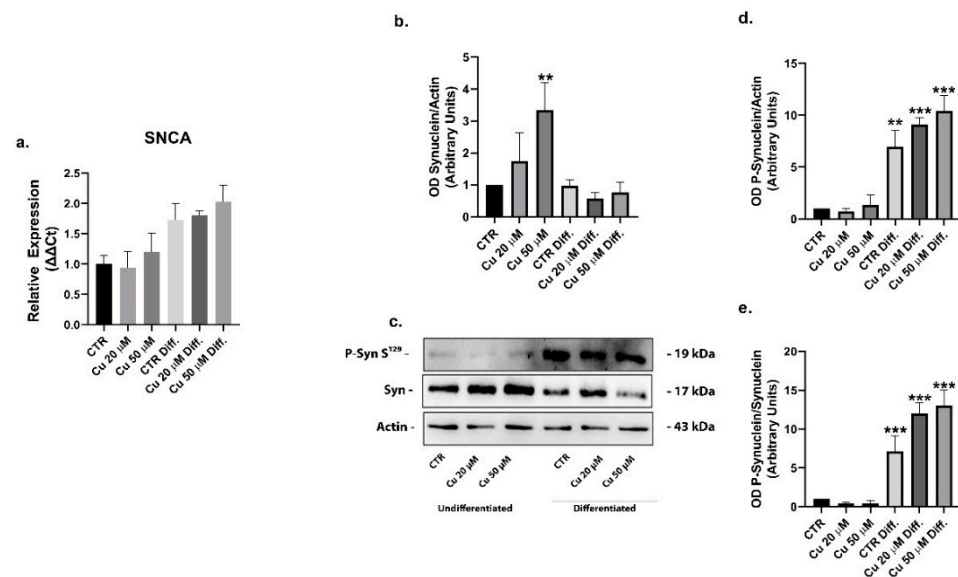 a.
SNCA
Relative Expression
(ΔΔCt)
2.5
2.0
1.5
1.0
0.5
0.0
CTR
Cu 20 μM
Cu 50 μM
CTR Diff.
Cu 20 μM Diff.
Cu 50 μM Diff.
b.
OD Synuclein/Actin
(Arbitrary Units)
5
4
3
2
1
0
**
CTR
Cu 20 μM
Cu 50 μM
CTR Diff.
Cu 20 μM Diff.
Cu 50 μM Diff.
c.
P-Syn S¹²⁹ -
- 19 kDa
Syn -
- 17 kDa
Actin -
- 43 kDa
CTR
Cu 20 μM
Cu 50 μM
CTR
Cu 20 μM
Cu 50 μM
Undifferentiated
Differentiated
d.
OD P-Synuclein/Actin
(Arbitrary Units)
15
10
5
0
**
***
***
CTR
Cu 20 μM
Cu 50 μM
CTR Diff.
Cu 20 μM Diff.
Cu 50 μM Diff.
e.
OD P-Synuclein/Synuclein
(Arbitrary Units)
20
15
10
5
0
***
***
***
CTR
Cu 20 μM
Cu 50 μM
CTR Diff.
Cu 20 μM Diff.
Cu 50 μM Diff.